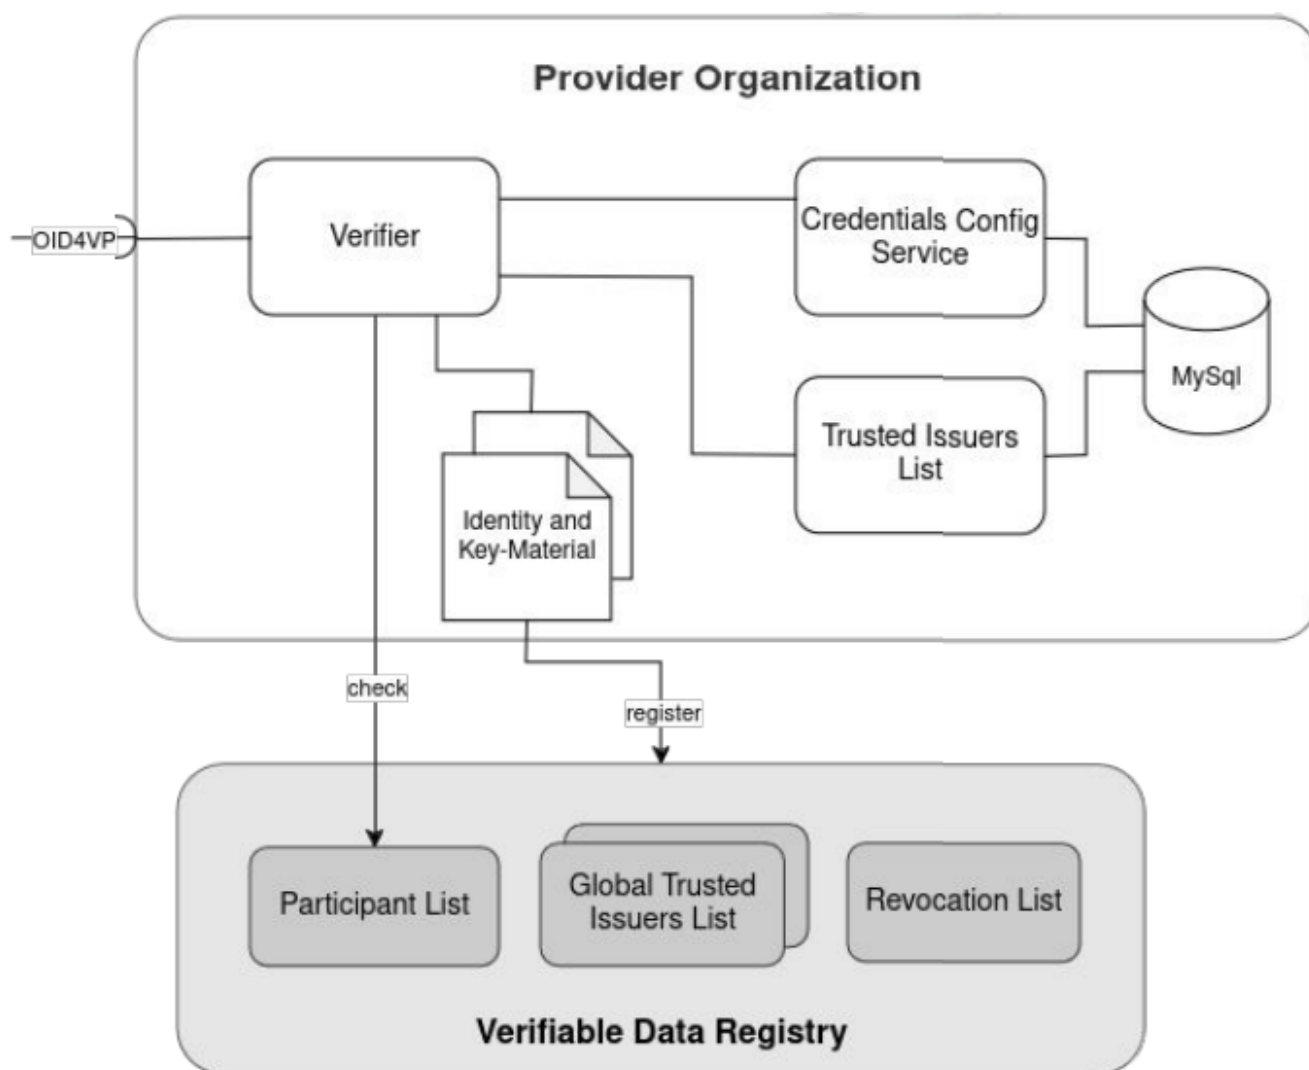 Provider Organization
OID4VP
Verifier
Credentials Config
Service
MySql
Trusted Issuers
List
Identity and
Key-Material
check
register
Participant List
Global Trusted
Issuers List
Revocation List
Verifiable Data Registry